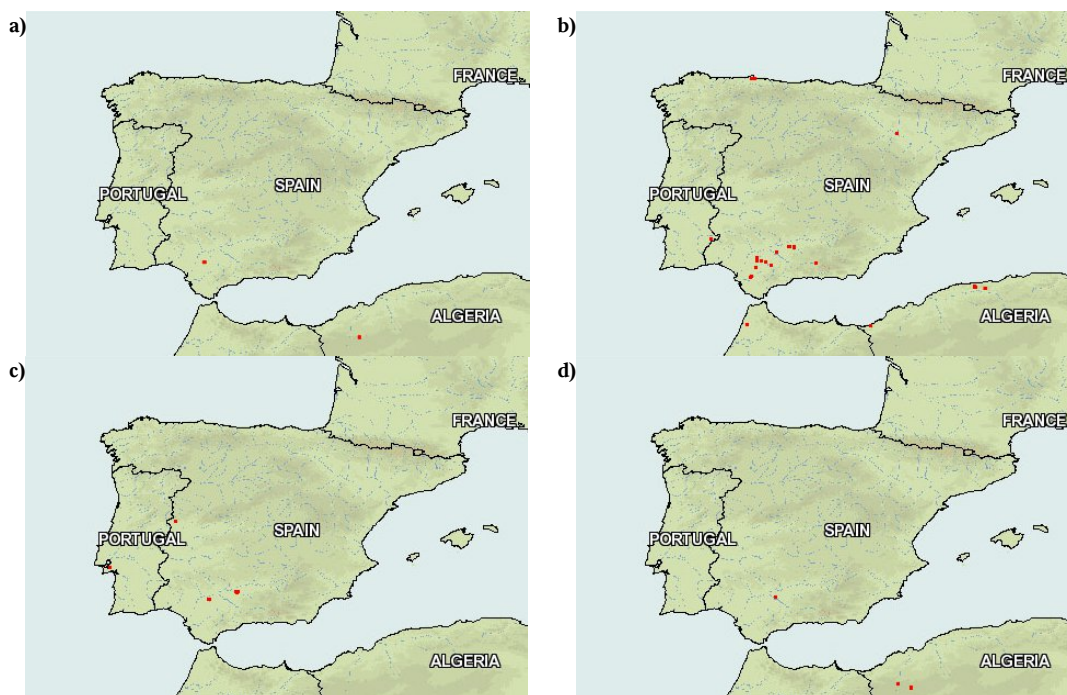 a)
FRANCE
PORTUGAL
SPAIN
ALGERIA
b)
FRANCE
PORTUGAL
SPAIN
ALGERIA
c)
FRANCE
PORTUGAL
SPAIN
ALGERIA
d)
FRANCE
PORTUGAL
SPAIN
ALGERIA